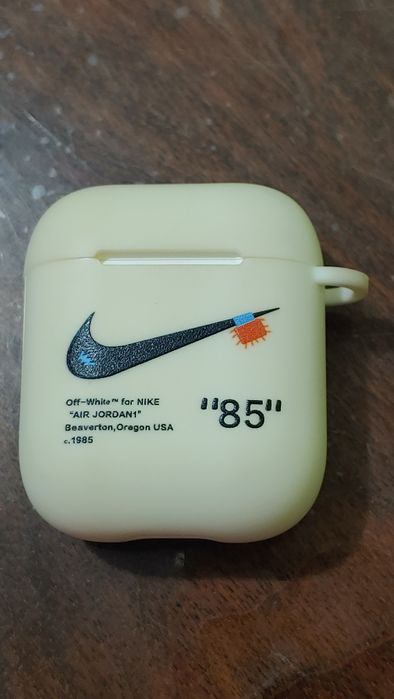 Off-White™ for NIKE
"AIR JORDAN1"
Beaverton,Oregon USA
c.1985
"85"